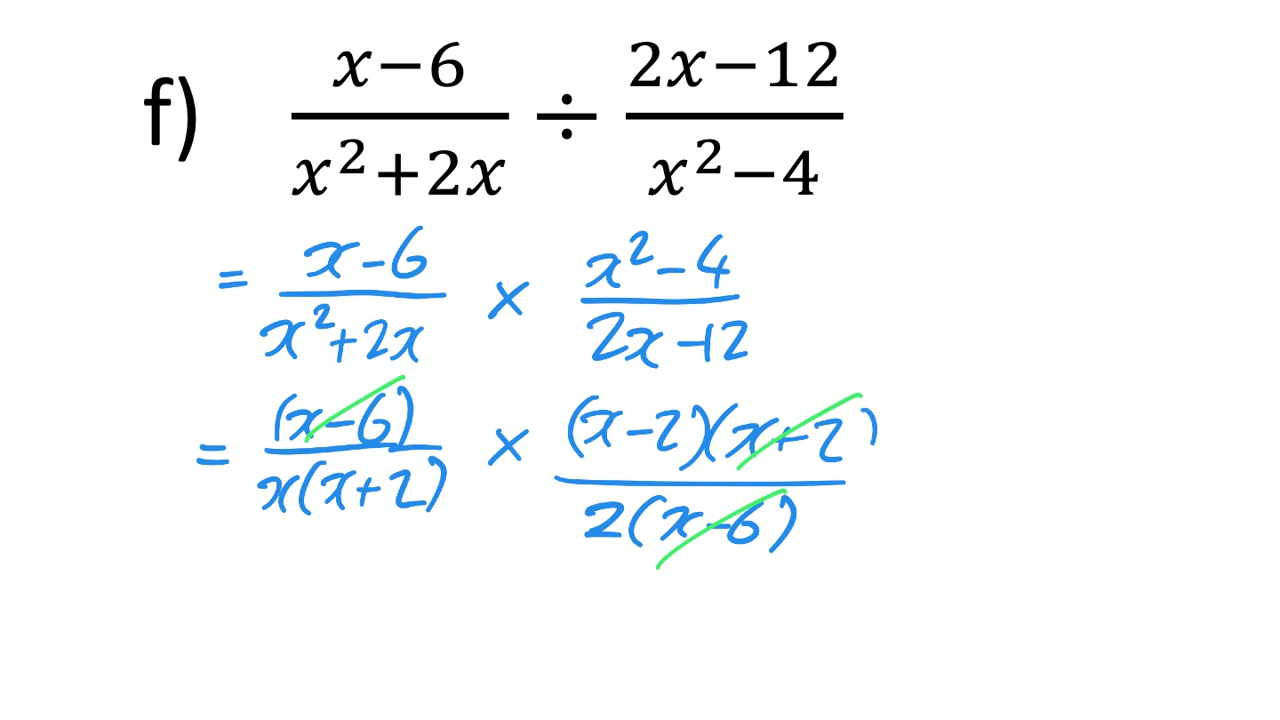 f) (x−6)/(x²+2x) ÷ (2x−12)/(x²−4)
= (x−6)/(x²+2x) × (x²−4)/(2x−12)
= (x−6)/(x(x+2)) × (x−2)(x+2)/(2(x−6))